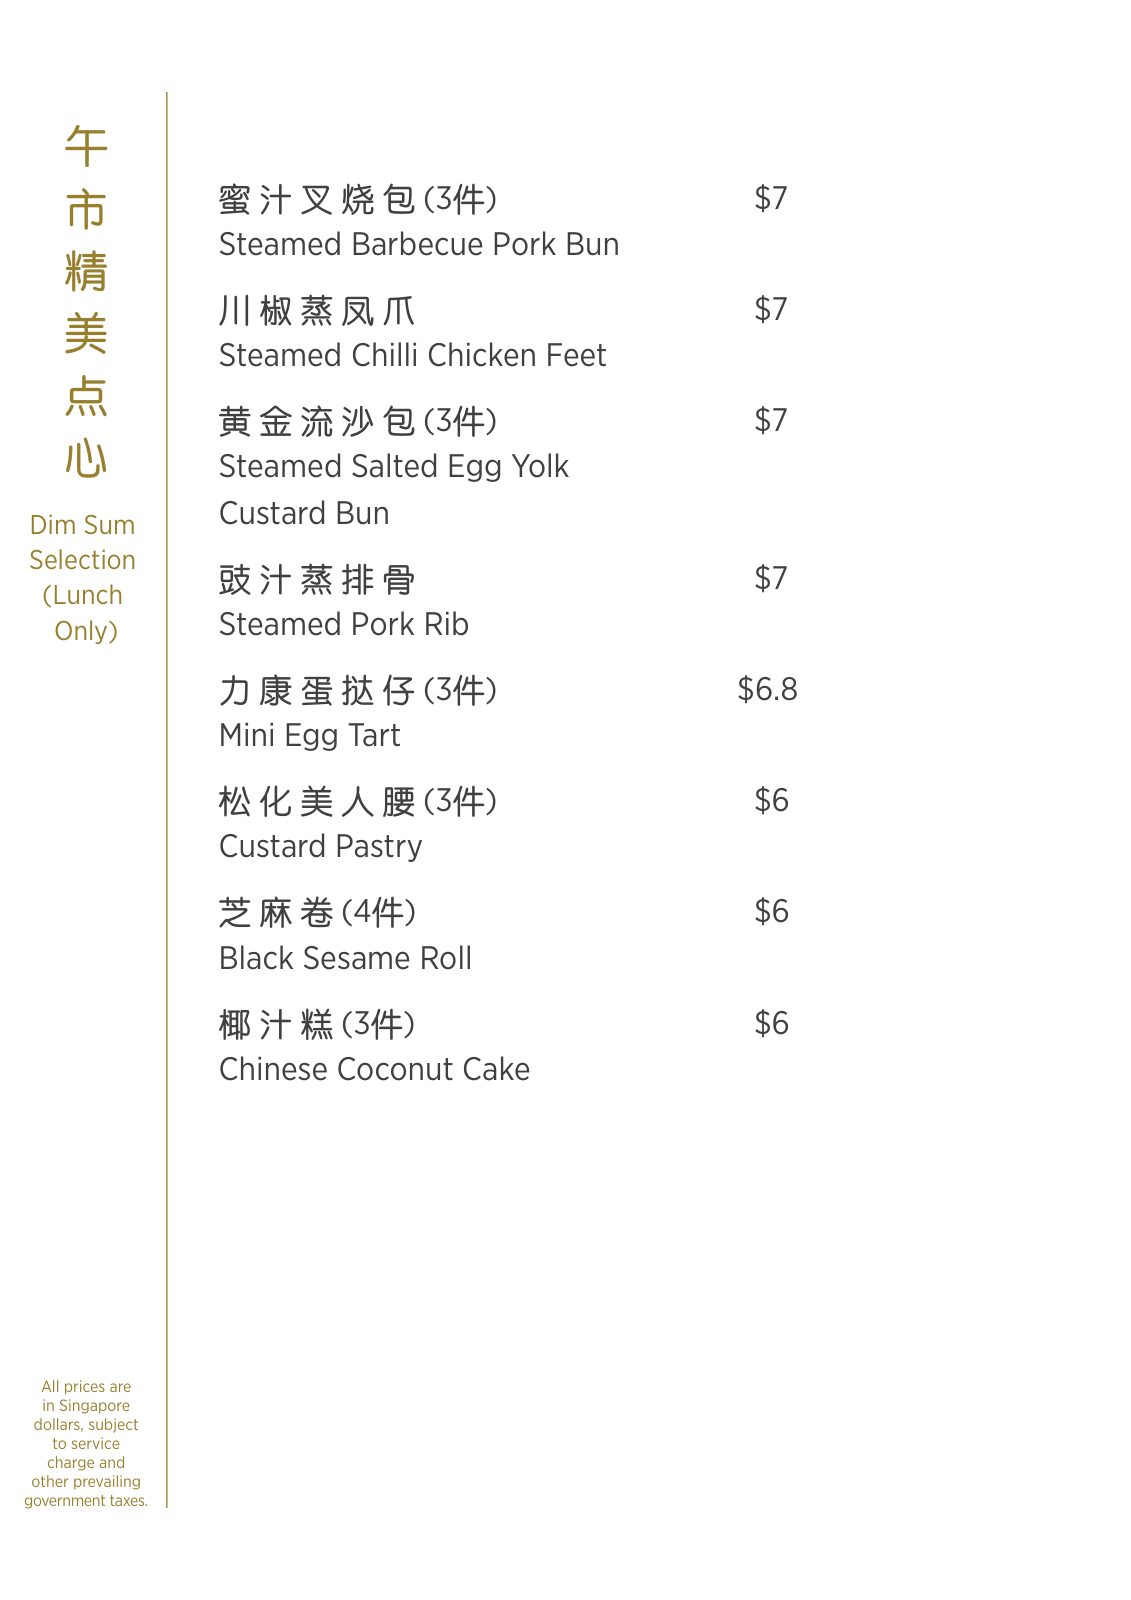 午市精美点心
Dim Sum
Selection
(Lunch
Only)
蜜汁叉烧包(3件) $7
Steamed Barbecue Pork Bun
川椒蒸凤爪 $7
Steamed Chilli Chicken Feet
黄金流沙包(3件) $7
Steamed Salted Egg Yolk
Custard Bun
豉汁蒸排骨 $7
Steamed Pork Rib
力康蛋挞仔(3件) $6.8
Mini Egg Tart
松化美人腰(3件) $6
Custard Pastry
芝麻卷(4件) $6
Black Sesame Roll
椰汁糕(3件) $6
Chinese Coconut Cake
All prices are
in Singapore
dollars, subject
to service
charge and
other prevailing
government taxes.